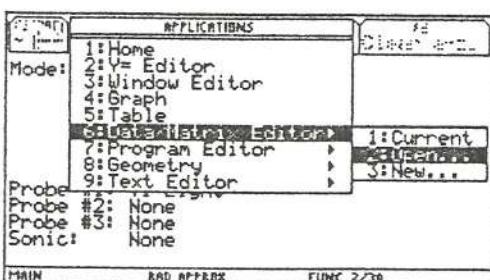 APPLICATIONS
1:Home
2:Y= Editor
3:Window Editor
4:Graph
5:Table
6:Data/Matrix Editor▶
7:Program Editor ▶
8:Geometry ▶
9:Text Editor ▶
1:Current
2:Open...
3:New...
Mode:
Probe
Probe #2: None
Probe #3: None
Sonic: None
MAIN RAD APPROX FUNC 2/30